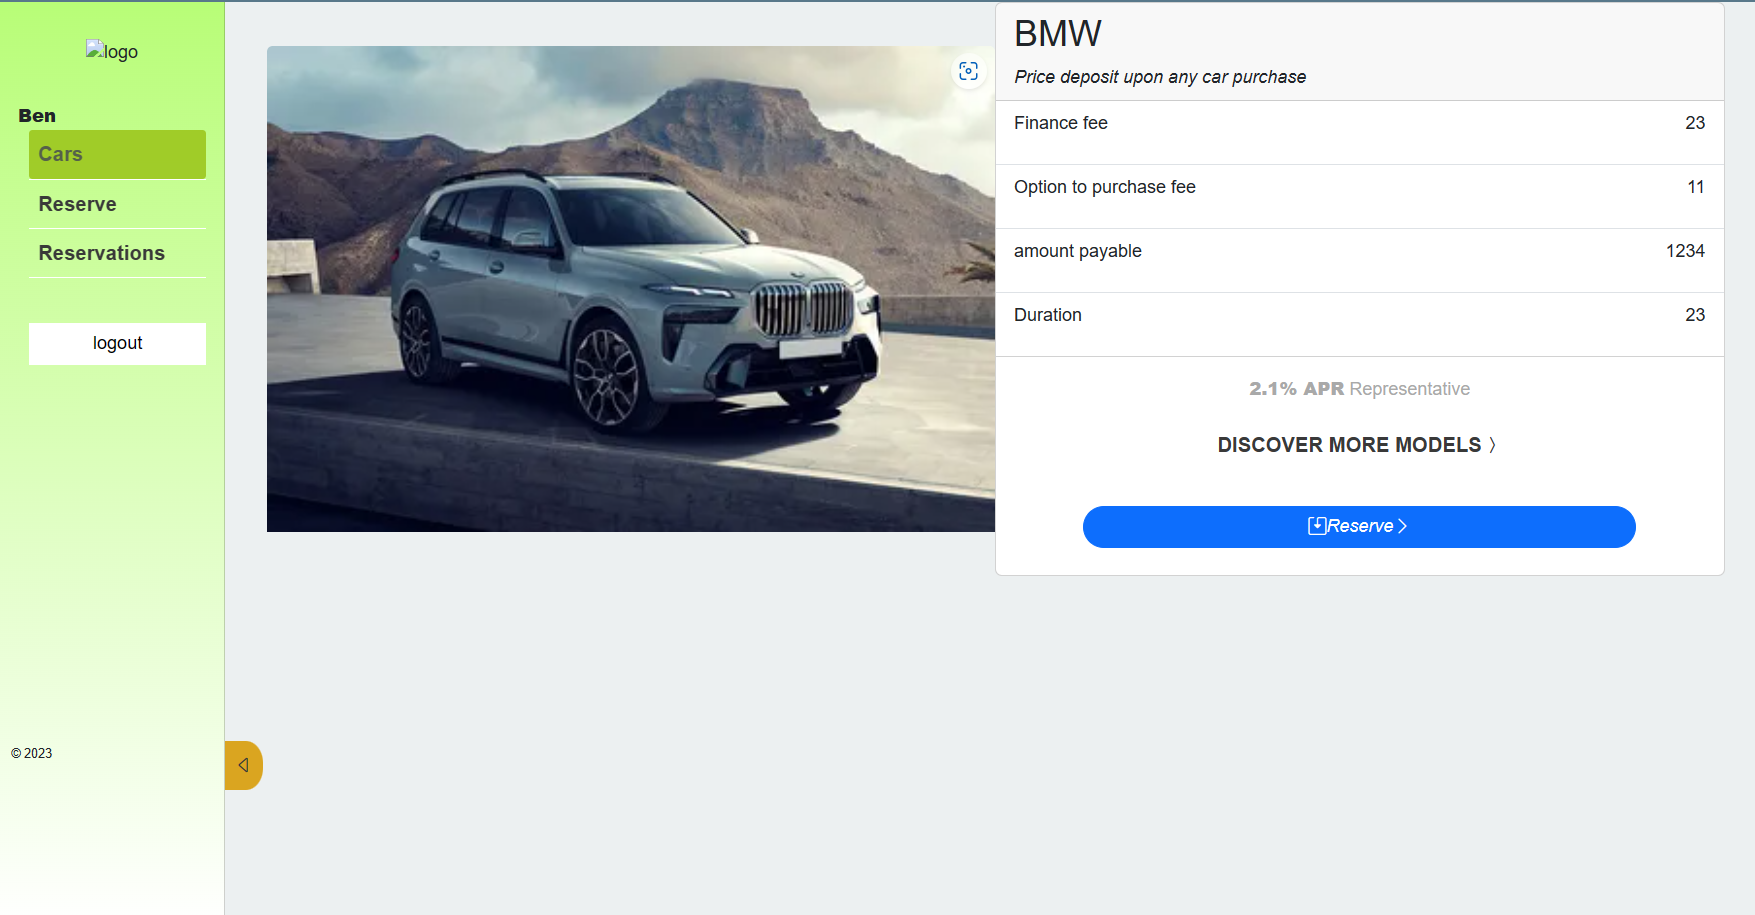 logo
Ben
Cars
Reserve
Reservations
logout
© 2023
BMW
Price deposit upon any car purchase
Finance fee 23
Option to purchase fee 11
amount payable 1234
Duration 23
2.1% APR Representative
DISCOVER MORE MODELS 〉
Reserve